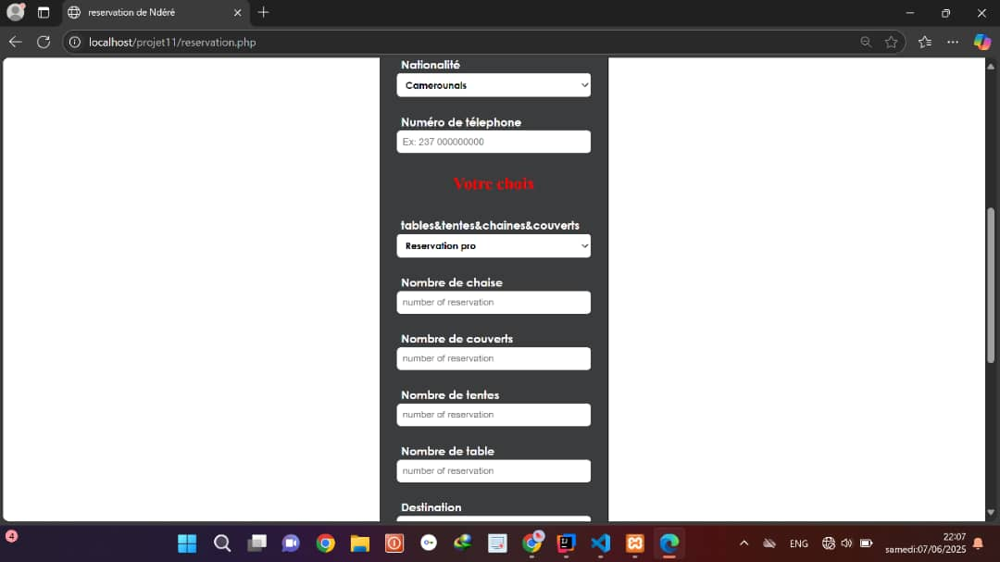 reservation de Ndéré
localhost/projet11/reservation.php
Nationalité
Camerounais
Numéro de télephone
Ex: 237 000000000
Votre choix
tables&tentes&chaines&couverts
Reservation pro
Nombre de chaise
number of reservation
Nombre de couverts
number of reservation
Nombre de tentes
number of reservation
Nombre de table
number of reservation
Destination
4
ENG
22:07
samedi:07/06/2025